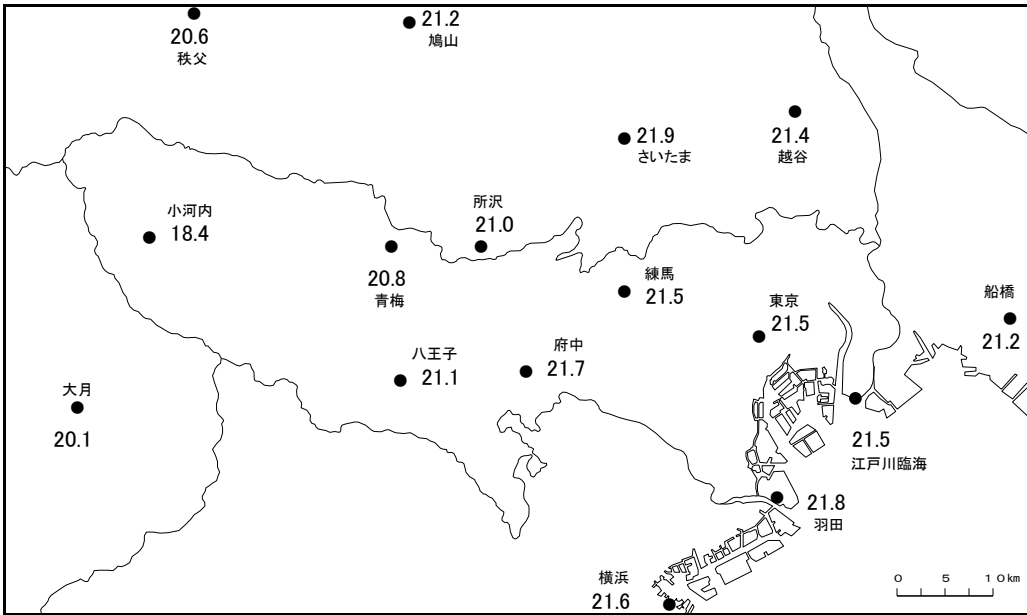 20.6
秩父
21.2
鳩山
21.9
さいたま
21.4
越谷
小河内
18.4
所沢
21.0
20.8
青梅
練馬
21.5
東京
21.5
船橋
21.2
八王子
21.1
府中
21.7
大月
20.1
21.5
江戸川臨海
21.8
羽田
横浜
21.6
0 5 10km